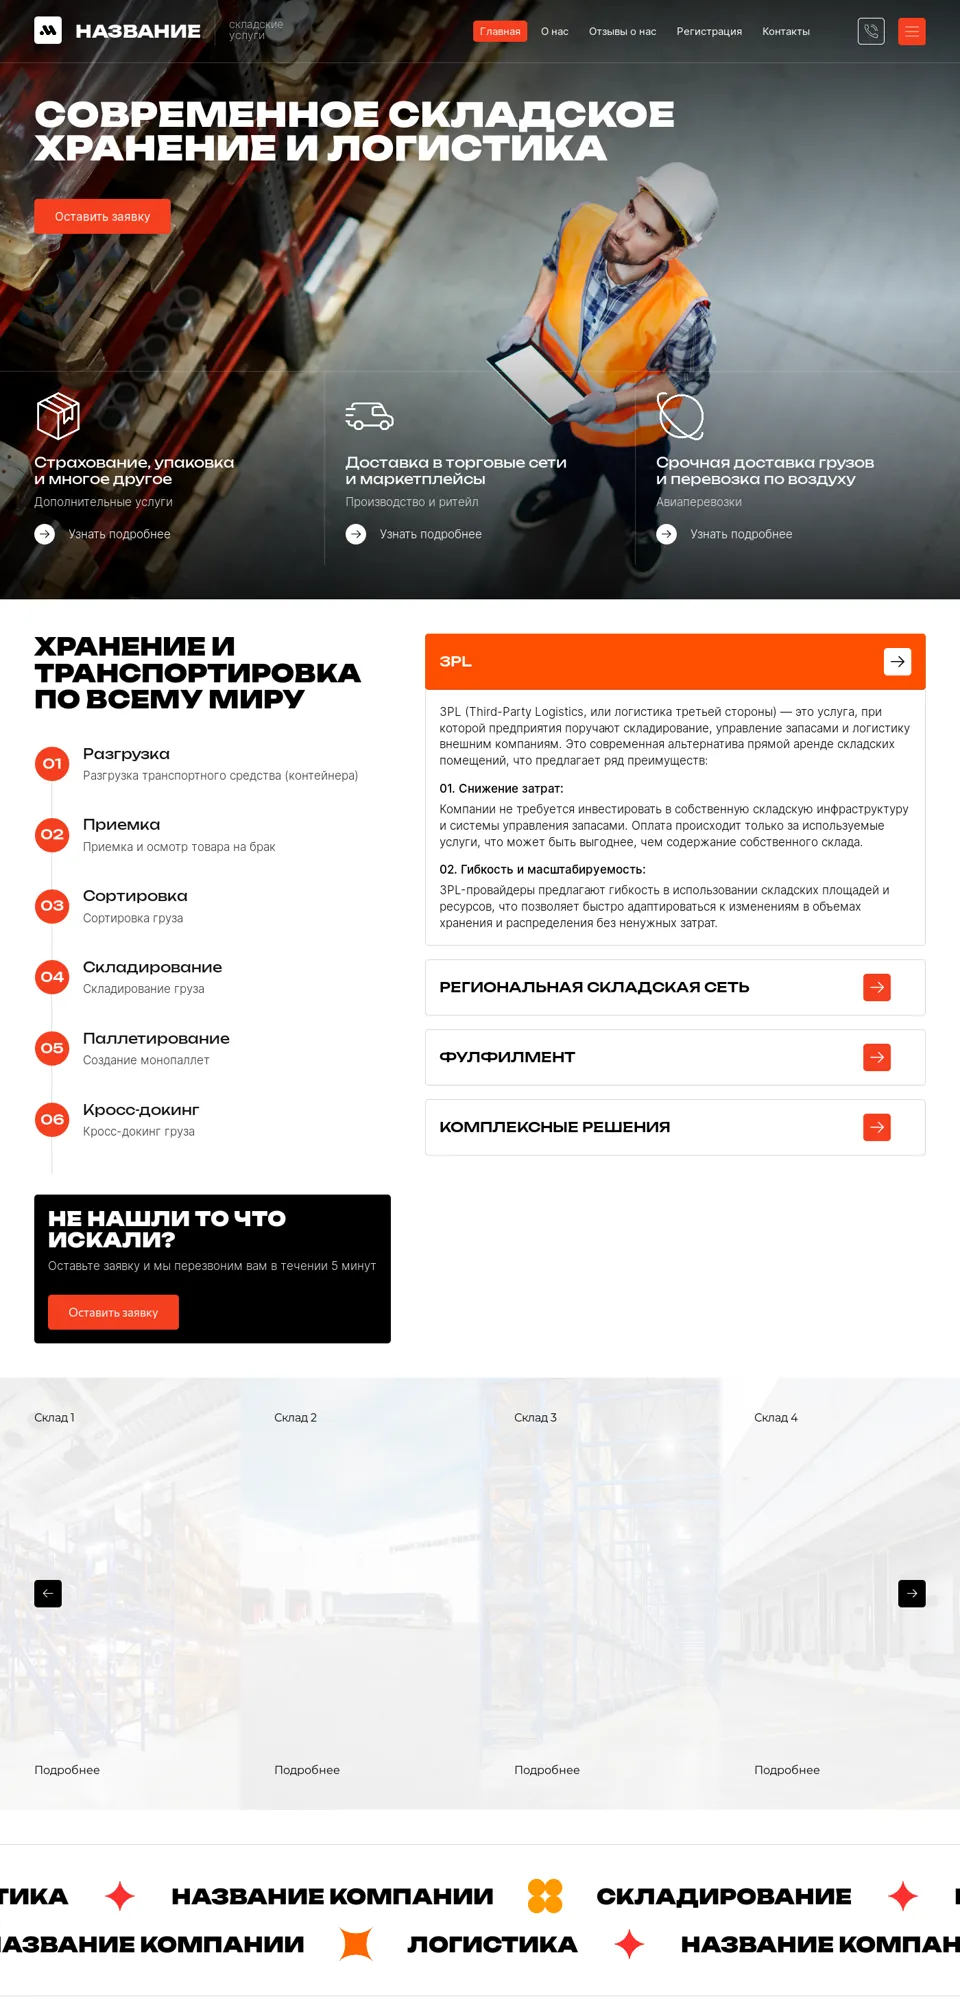 НАЗВАНИЕ
складские
услуги
Главная
О нас
Отзывы о нас
Регистрация
Контакты
СОВРЕМЕННОЕ СКЛАДСКОЕ
ХРАНЕНИЕ И ЛОГИСТИКА
Оставить заявку
Страхование, упаковка
и многое другое
Дополнительные услуги
Узнать подробнее
Доставка в торговые сети
и маркетплейсы
Производство и ритейл
Узнать подробнее
Срочная доставка грузов
и перевозка по воздуху
Авиаперевозки
Узнать подробнее
ХРАНЕНИЕ И
ТРАНСПОРТИРОВКА
ПО ВСЕМУ МИРУ
01
Разгрузка
Разгрузка транспортного средства (контейнера)
02
Приемка
Приемка и осмотр товара на брак
03
Сортировка
Сортировка груза
04
Складирование
Складирование груза
05
Паллетирование
Создание монопаллет
06
Кросс-докинг
Кросс-докинг груза
НЕ НАШЛИ ТО ЧТО
ИСКАЛИ?
Оставьте заявку и мы перезвоним вам в течении 5 минут
Оставить заявку
3PL
3PL (Third-Party Logistics, или логистика третьей стороны) — это услуга, при
которой предприятия поручают складирование, управление запасами и логистику
внешним компаниям. Это современная альтернатива прямой аренде складских
помещений, что предлагает ряд преимуществ:
01. Снижение затрат:
Компании не требуется инвестировать в собственную складскую инфраструктуру
и системы управления запасами. Оплата происходит только за используемые
услуги, что может быть выгоднее, чем содержание собственного склада.
02. Гибкость и масштабируемость:
3PL-провайдеры предлагают гибкость в использовании складских площадей и
ресурсов, что позволяет быстро адаптироваться к изменениям в объемах
хранения и распределения без ненужных затрат.
РЕГИОНАЛЬНАЯ СКЛАДСКАЯ СЕТЬ
ФУЛФИЛМЕНТ
КОМПЛЕКСНЫЕ РЕШЕНИЯ
Склад 1
Склад 2
Склад 3
Склад 4
Подробнее
Подробнее
Подробнее
Подробнее
ТИКА
НАЗВАНИЕ КОМПАНИИ
СКЛАДИРОВАНИЕ
АЗВАНИЕ КОМПАНИИ
ЛОГИСТИКА
НАЗВАНИЕ КОМПАН